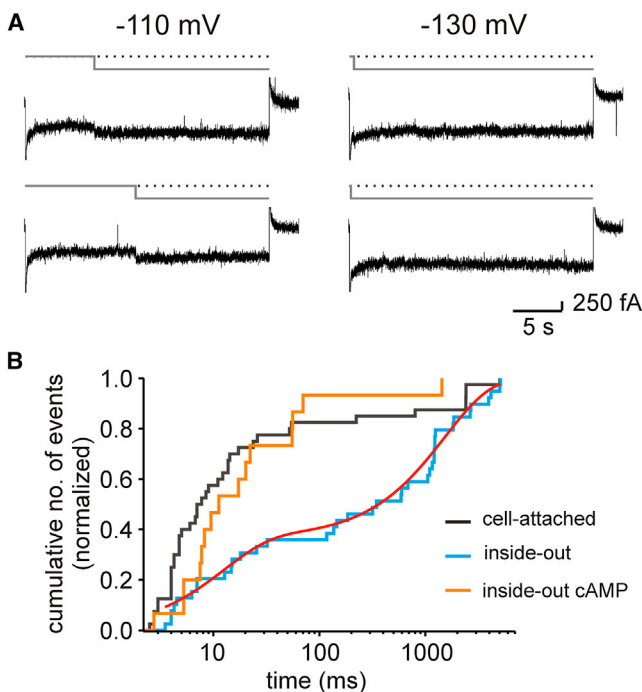 A
-110 mV
-130 mV
250 fA
5 s
B
cumulative no. of events
(normalized)
1.0
0.8
0.6
0.4
0.2
0.0
cell-attached
inside-out
inside-out cAMP
10
100
1000
time (ms)